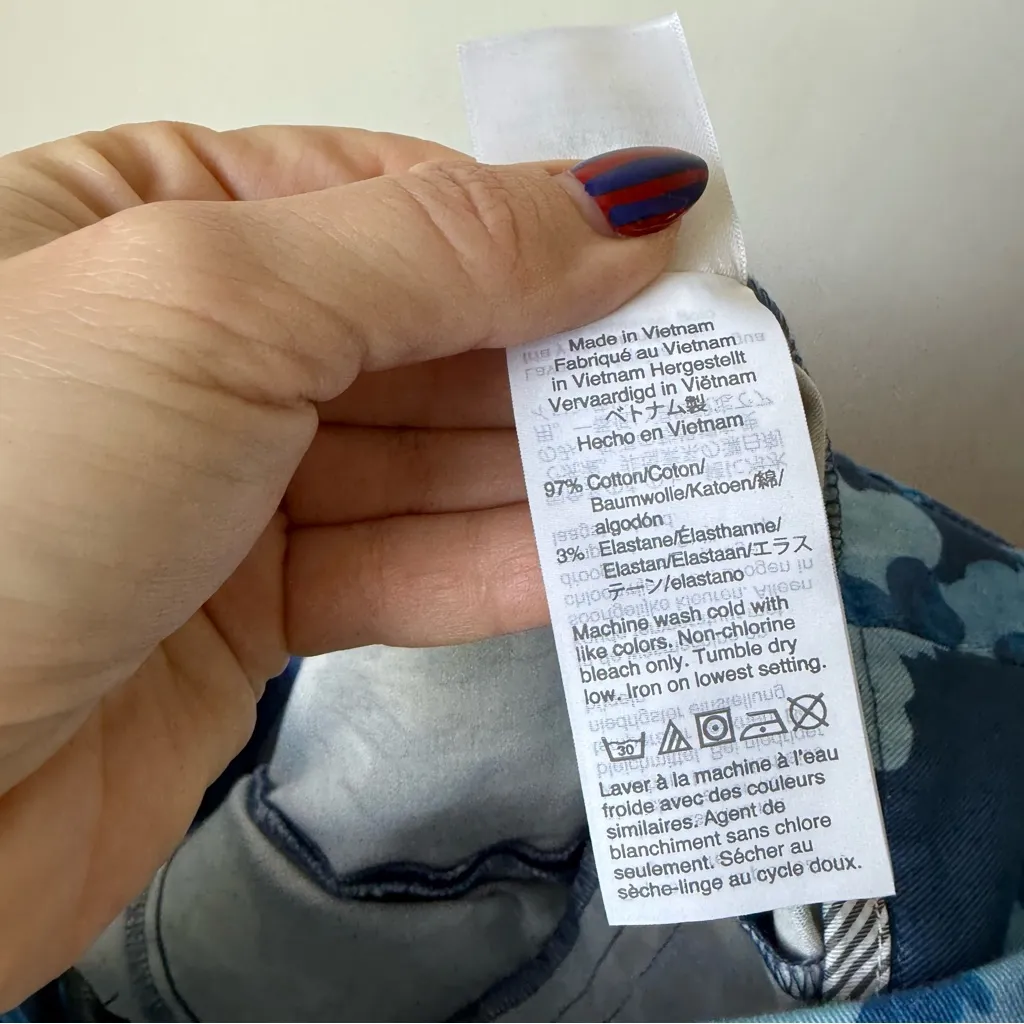 Made in Vietnam
Fabriqué au Vietnam
in Vietnam Hergestellt
Vervaardigd in Viëtnam
ベトナム製
Hecho en Vietnam
97% Cotton/Coton/
Baumwolle/Katoen/綿/
algodón
3% Elastane/Élasthanne/
Elastan/Elastaan/エラス
テーン/elastano
Machine wash cold with
like colors. Non-chlorine
bleach only. Tumble dry
low. Iron on lowest setting.
30
Laver à la machine à l'eau
froide avec des couleurs
similaires. Agent de
blanchiment sans chlore
seulement. Sécher au
sèche-linge au cycle doux.